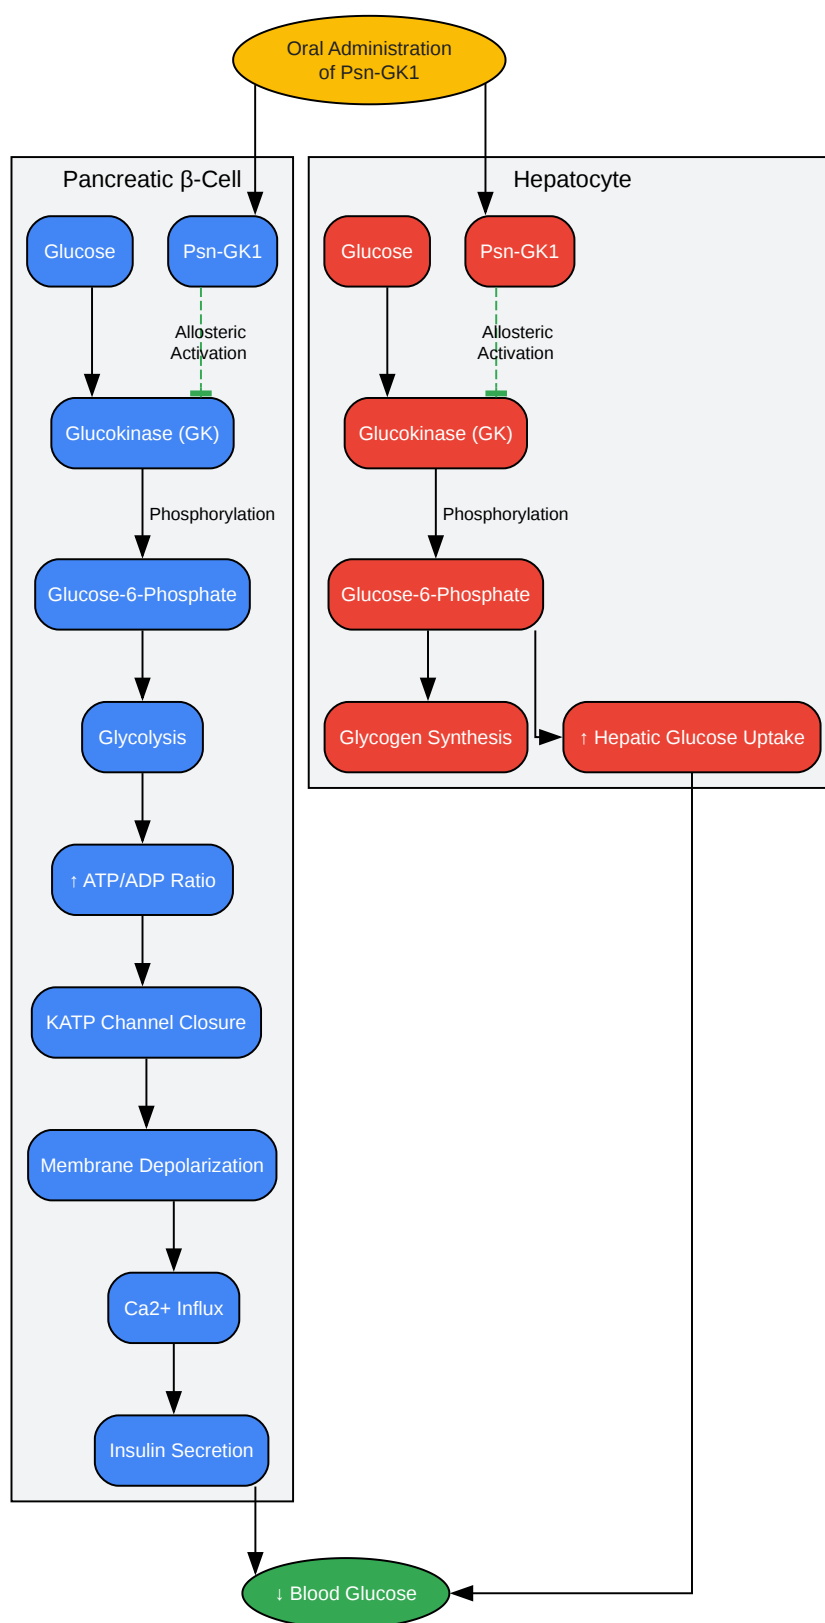 Oral Administration
of Psn-GK1
Pancreatic β-Cell
Glucose
Psn-GK1
Allosteric
Activation
Glucokinase (GK)
Phosphorylation
Glucose-6-Phosphate
Glycolysis
↑ ATP/ADP Ratio
KATP Channel Closure
Membrane Depolarization
Ca2+ Influx
Insulin Secretion
Hepatocyte
Glucose
Psn-GK1
Allosteric
Activation
Glucokinase (GK)
Phosphorylation
Glucose-6-Phosphate
Glycogen Synthesis
↑ Hepatic Glucose Uptake
↓ Blood Glucose